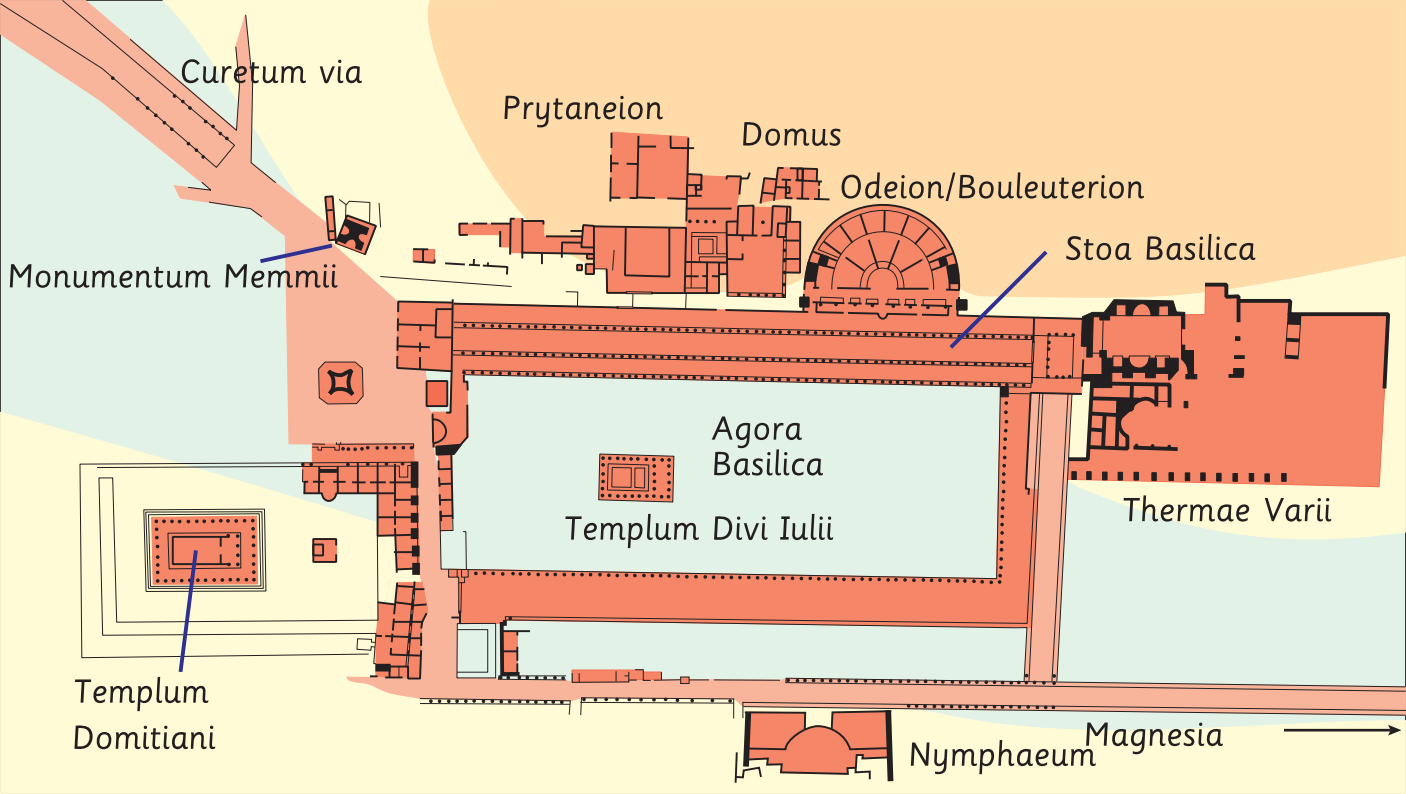 Curetum via
Prytaneion
Domus
Odeion/Bouleuterion
Stoa Basilica
Monumentum Memmii
Agora
Basilica
Thermae Varii
Templum Divi Iulii
Templum
Domitiani
Magnesia
Nymphaeum